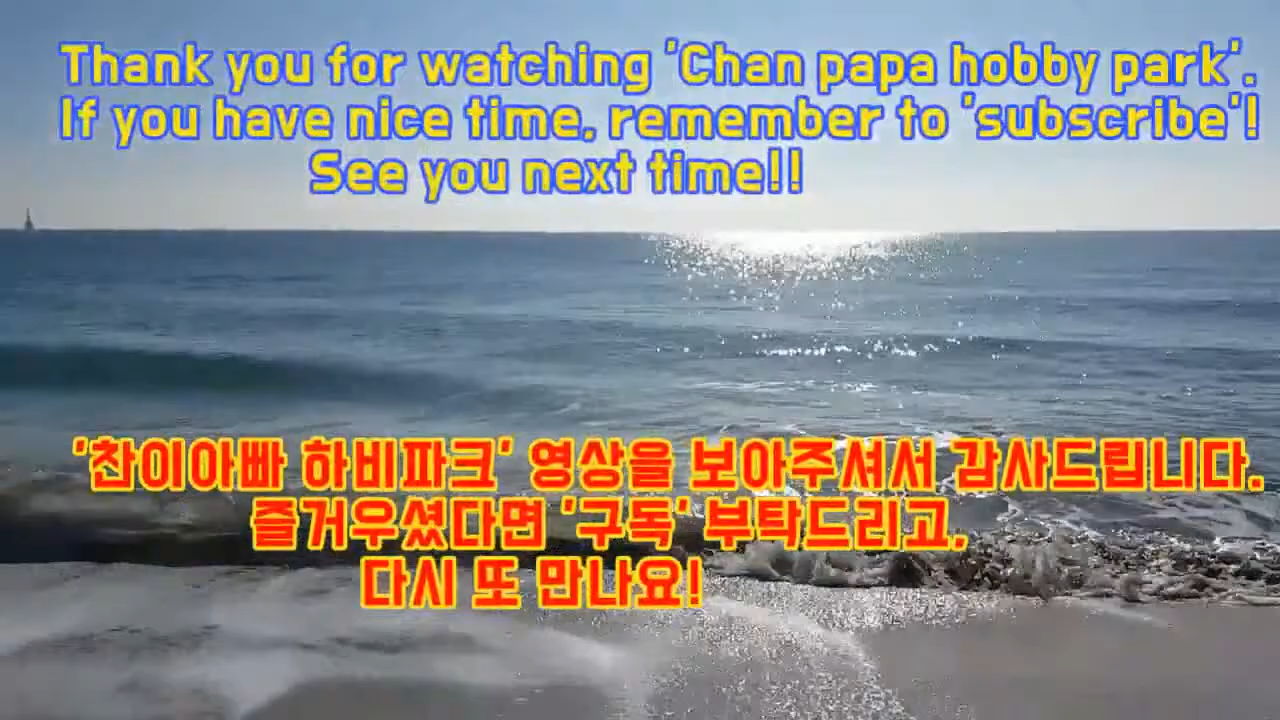 Thank you for watching 'Chan papa hobby park'.
If you have nice time, remember to 'subscribe'!
See you next time!!
'찬이아빠 하비파크' 영상을 보아주셔서 감사드립니다.
즐거우셨다면 '구독' 부탁드리고,
다시 또 만나요!